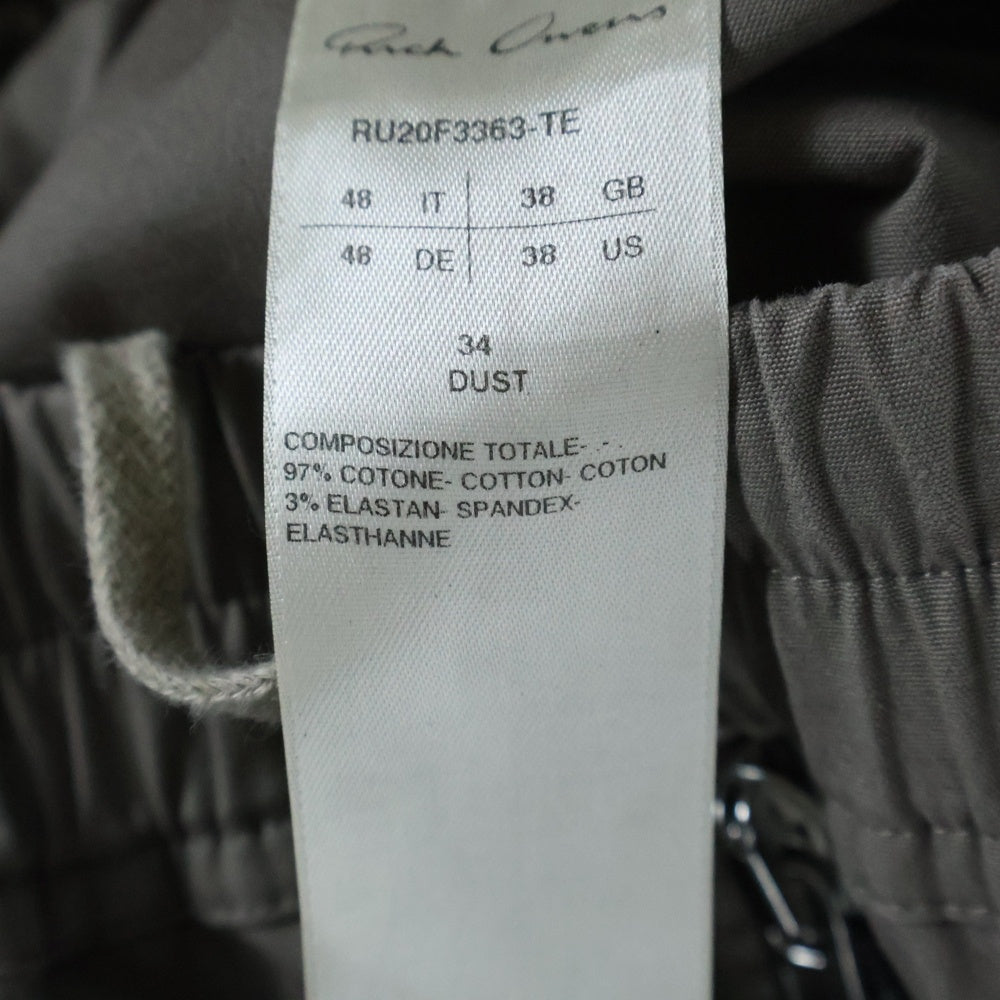 Rick Owens
RU20F3363-TE
48 IT 38 GB
48 DE 38 US
34
DUST
COMPOSIZIONE TOTALE- - -
97% COTONE- COTTON- COTON
3% ELASTAN- SPANDEX-
ELASTHANNE